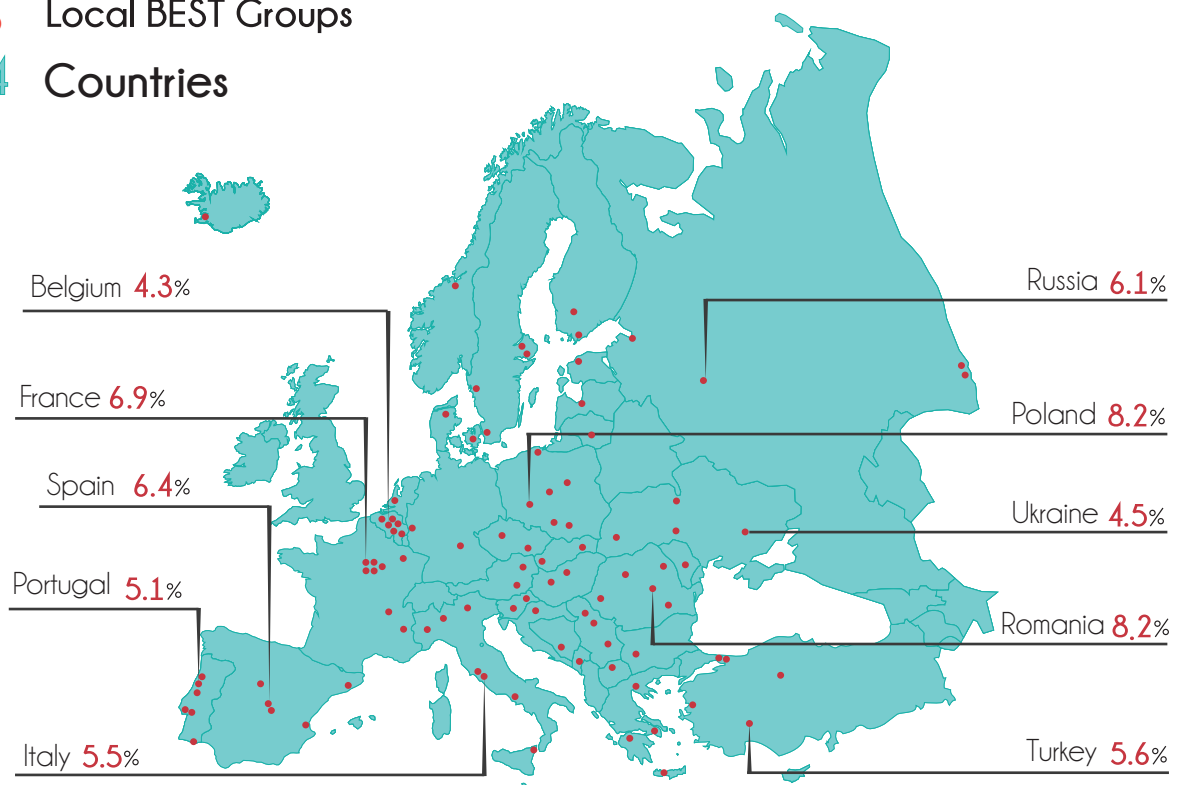 Local BEST Groups
4 Countries
Belgium 4.3%
Russia 6.1%
France 6.9%
Poland 8.2%
Spain 6.4%
Ukraine 4.5%
Portugal 5.1%
Romania 8.2%
Italy 5.5%
Turkey 5.6%